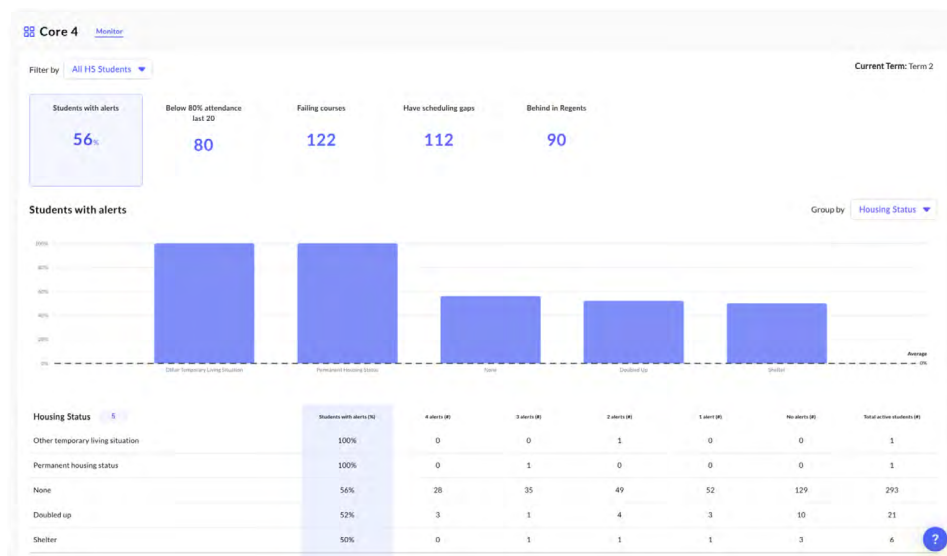 Core 4 Monitor
Filter by All HS Students
Current Term: Term 2
Students with alerts
56%
Below 80% attendance
last 20
80
Failing courses
122
Have scheduling gaps
112
Behind in Regents
90
Students with alerts
Group by Housing Status
100%
80%
60%
40%
20%
0%
Average
0%
Other Temporary Living Situation Permanent Housing Status None Doubled Up Shelter
Housing Status 5 Students with alerts (%) 4 alerts (#) 3 alerts (#) 2 alerts (#) 1 alert (#) No alerts (#) Total active students (#)
Other temporary living situation 100% 0 0 1 0 0 1
Permanent housing status 100% 0 1 0 0 0 1
None 56% 28 35 49 52 129 293
Doubled up 52% 3 1 4 3 10 21
Shelter 50% 0 1 1 1 3 6
?